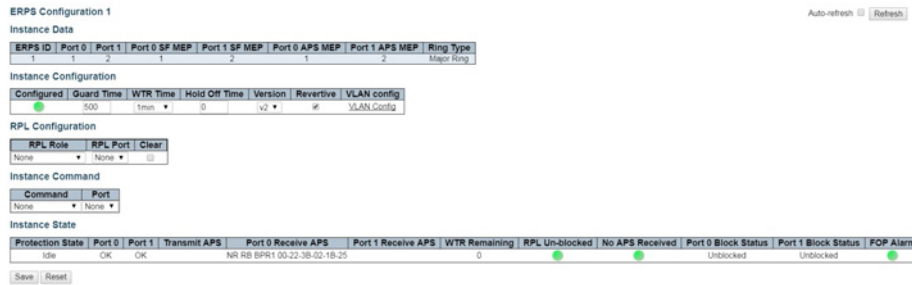 ERPS Configuration 1
Auto-refresh Refresh
Instance Data
ERPS ID Port 0 Port 1 Port 0 SF MEP Port 1 SF MEP Port 0 APS MEP Port 1 APS MEP Ring Type
1 1 2 1 2 1 2 Major Ring
Instance Configuration
Configured Guard Time WTR Time Hold Off Time Version Revertive VLAN config
500 1min 0 v2 VLAN Config
RPL Configuration
RPL Role RPL Port Clear
None None
Instance Command
Command Port
None None
Instance State
Protection State Port 0 Port 1 Transmit APS Port 0 Receive APS Port 1 Receive APS WTR Remaining RPL Un-blocked No APS Received Port 0 Block Status Port 1 Block Status FOP Alarm
Idle OK OK NR RB BPR1 00-22-3B-02-1B-25 0 Unblocked Unblocked
Save Reset